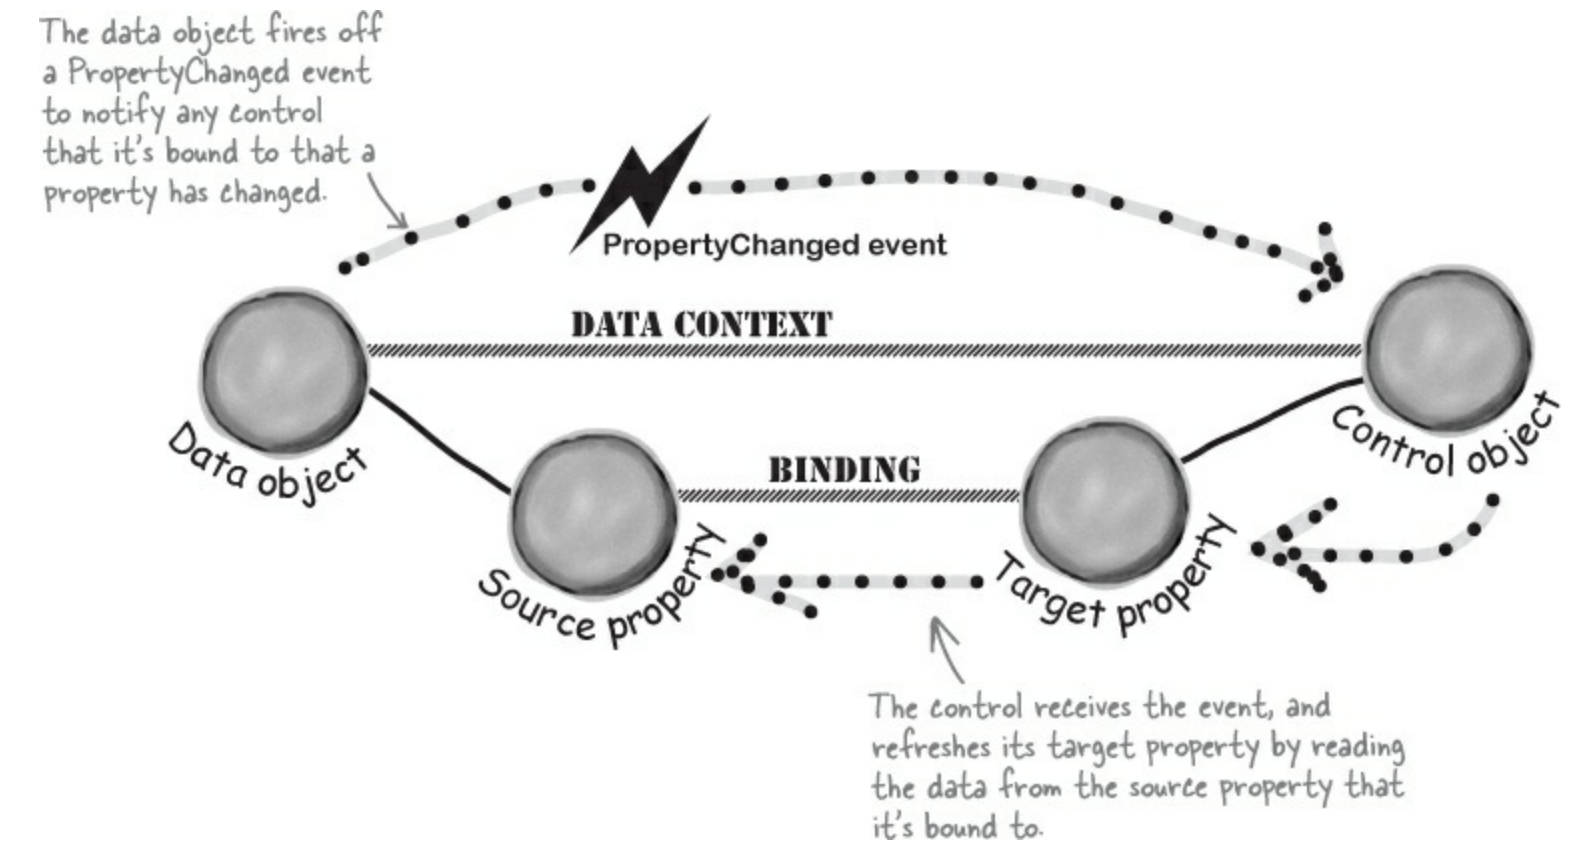 The data object fires off
a PropertyChanged event
to notify any control
that it's bound to that a
property has changed.
PropertyChanged event
DATA CONTEXT
Data object
Control object
BINDING
Source property
Target property
The control receives the event, and
refreshes its target property by reading
the data from the source property that
it's bound to.